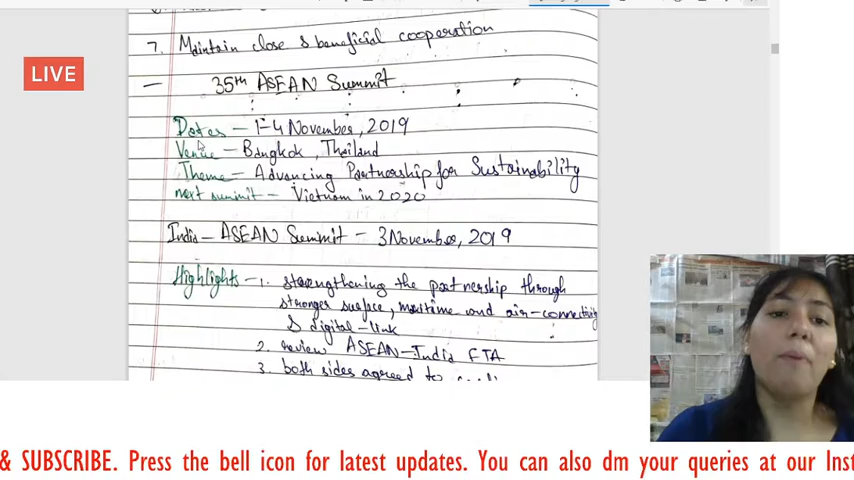 7. Maintain close & beneficial cooperation
LIVE
— 35th ASEAN Summit
Dates — 1-4 November, 2019
Venue — Bangkok, Thailand
Theme — Advancing Partnership for Sustainability
next summit — Vietnam in 2020
India — ASEAN Summit — 3 November, 2019
Highlights — 1. strengthening the partnership through
stronger surface, maritime and air-connectivity
& digital-link
2. review ASEAN-India FTA
3. both sides agreed to
& SUBSCRIBE. Press the bell icon for latest updates. You can also dm your queries at our Inst